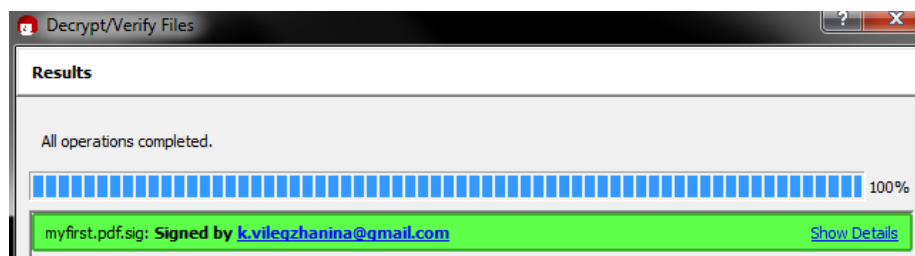 Decrypt/Verify Files
Results
All operations completed.
100%
myfirst.pdf.sig: Signed by k.vilegzhanina@gmail.com Show Details